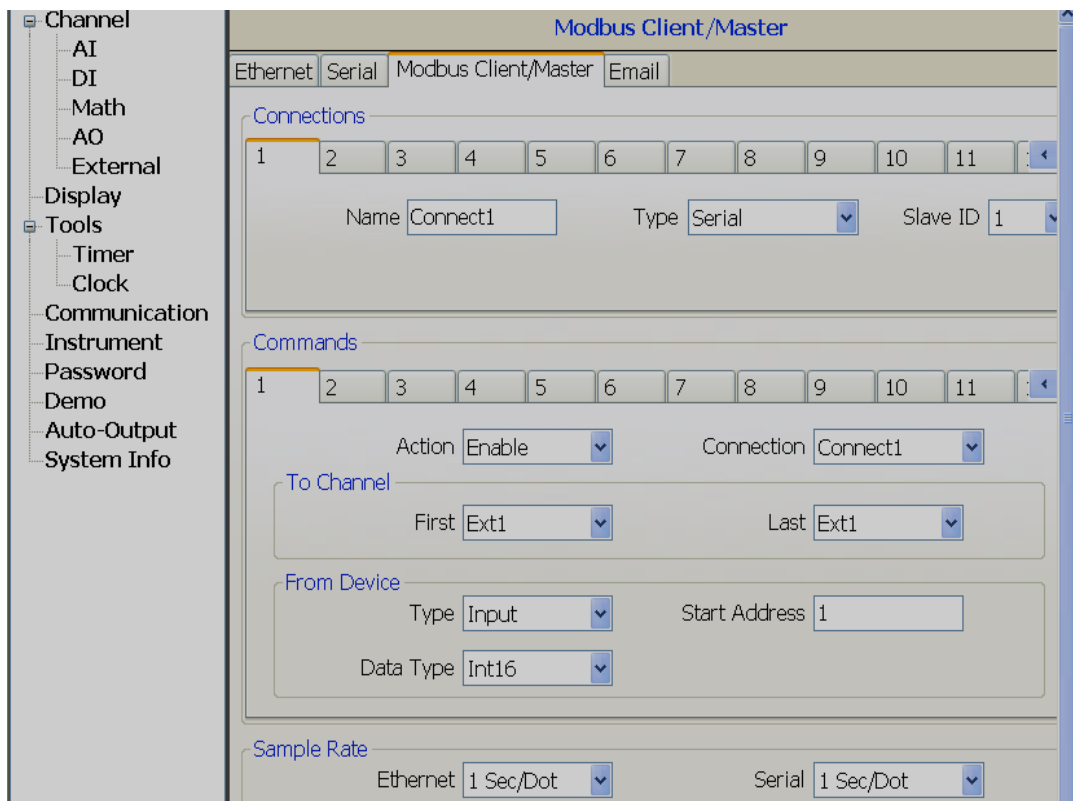 Channel
AI
DI
Math
AO
External
Display
Tools
Timer
Clock
Communication
Instrument
Password
Demo
Auto-Output
System Info
Modbus Client/Master
Ethernet Serial Modbus Client/Master Email
Connections
1 2 3 4 5 6 7 8 9 10 11
Name Connect1 Type Serial Slave ID 1
Commands
1 2 3 4 5 6 7 8 9 10 11
Action Enable Connection Connect1
To Channel
First Ext1 Last Ext1
From Device
Type Input Start Address 1
Data Type Int16
Sample Rate
Ethernet 1 Sec/Dot Serial 1 Sec/Dot